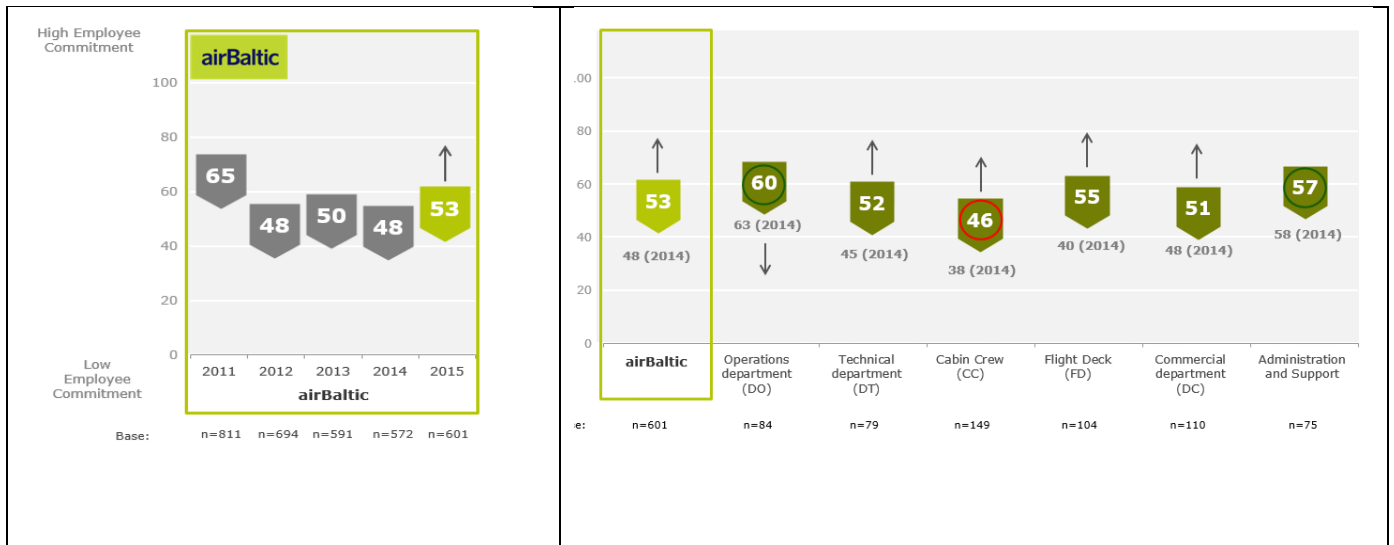 High Employee
Commitment
airBaltic
100
80
60
40
20
0
65
48
50
48
53
Low
Employee
Commitment
2011 2012 2013 2014 2015
airBaltic
Base: n=811 n=694 n=591 n=572 n=601
.00
80
60
40
20
0
53 60 52 46 55 51 57
48 (2014) 63 (2014) 45 (2014) 38 (2014) 40 (2014) 48 (2014) 58 (2014)
airBaltic
Operations
department
(DO)
Technical
department
(DT)
Cabin Crew
(CC)
Flight Deck
(FD)
Commercial
department
(DC)
Administration
and Support
e: n=601 n=84 n=79 n=149 n=104 n=110 n=75